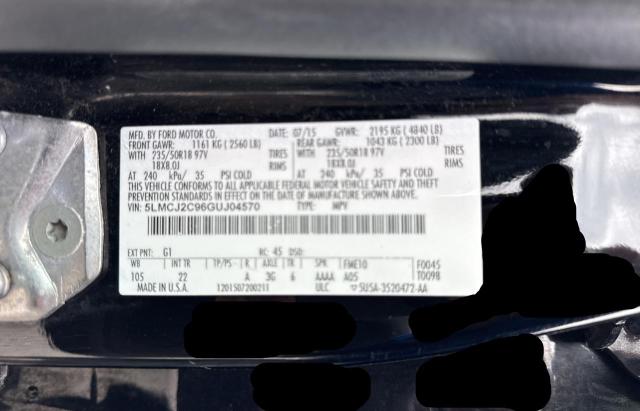 MFD. BY FORD MOTOR CO. DATE: 07/15 GVWR: 2195 KG ( 4840 LB)
FRONT GAWR: 1161 KG ( 2560 LB) REAR GAWR: 1043 KG ( 2300 LB)
WITH 235/50R18 97V TIRES WITH 235/50R18 97V TIRES
18X8.0J RIMS 18X8.0J RIMS
AT 240 kPa/ 35 PSI COLD AT 240 kPa/ 35 PSI COLD
THIS VEHICLE CONFORMS TO ALL APPLICABLE FEDERAL MOTOR VEHICLE SAFETY AND THEFT
PREVENTION STANDARDS IN EFFECT ON THE DATE OF MANUFACTURE SHOWN ABOVE.
VIN: 5LMCJ2C96GUJ04570 TYPE: MPV
EXT PNT: G1 RC: 45 DSO:
WB INT TR TP/PS R AXLE TR SPR FME10 F0045
105 22 A 3G 6 AAAA A05 T0098
MADE IN U.S.A. 1201507200211 ULC 5U5A-3520472-AA